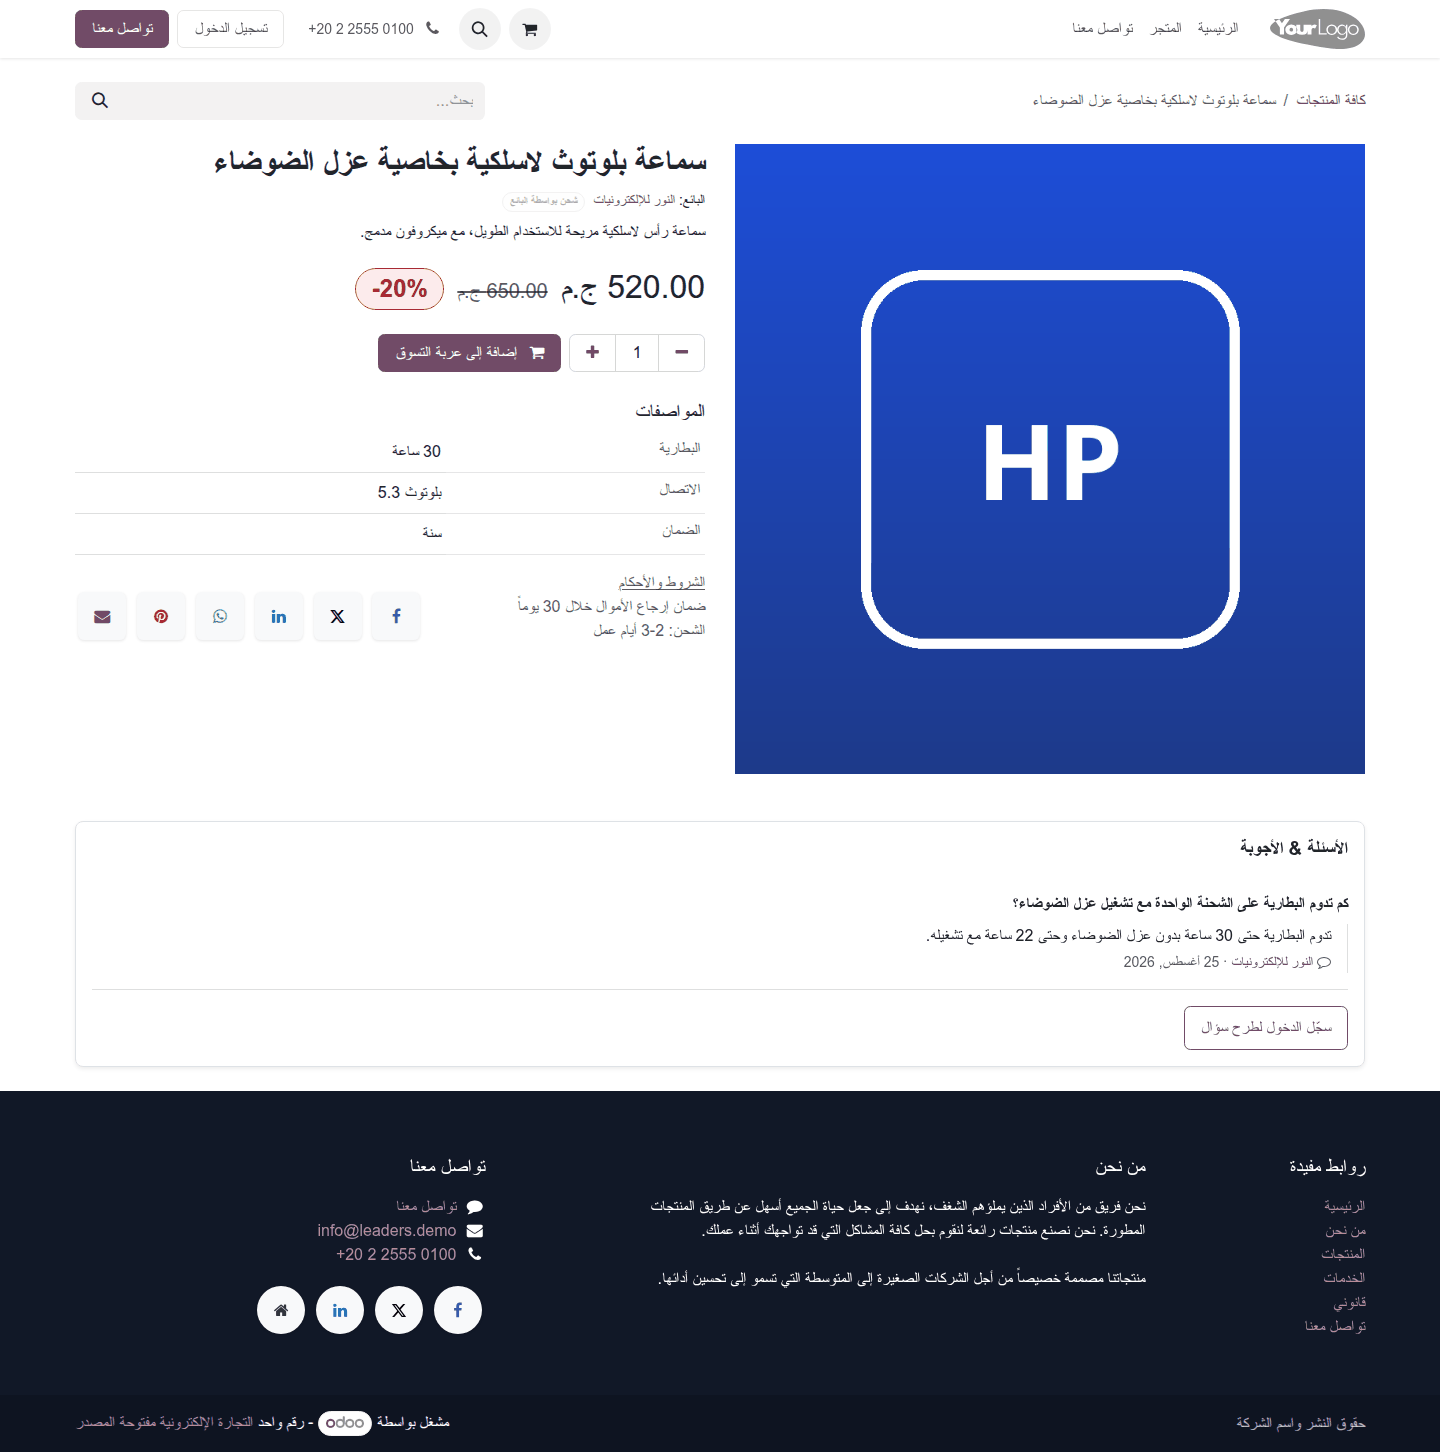 YourLogo
الرئيسية
المتجر
تواصل معنا
+20 2 2555 0100
تسجيل الدخول
تواصل معنا
كافة المنتجات / سماعة بلوتوث لاسلكية بخاصية عزل الضوضاء
بحث...
HP
سماعة بلوتوث لاسلكية بخاصية عزل الضوضاء
البائع: النور للإلكترونيات شحن بواسطة البائع
سماعة رأس لاسلكية مريحة للاستخدام الطويل، مع ميكروفون مدمج.
520.00 ج.م 650.00 ج.م -20%
1
إضافة إلى عربة التسوق
المواصفات
البطارية 30 ساعة
الاتصال بلوتوث 5.3
الضمان سنة
الشروط والأحكام
ضمان إرجاع الأموال خلال 30 يوماً
الشحن: 2-3 أيام عمل
الأسئلة & الأجوبة
كم تدوم البطارية على الشحنة الواحدة مع تشغيل عزل الضوضاء؟
تدوم البطارية حتى 30 ساعة بدون عزل الضوضاء وحتى 22 ساعة مع تشغيله.
النور للإلكترونيات · 25 أغسطس, 2026
سجّل الدخول لطرح سؤال
روابط مفيدة
الرئيسية
من نحن
المنتجات
الخدمات
قانوني
تواصل معنا
من نحن
نحن فريق من الأفراد الذين يملؤهم الشغف، نهدف إلى جعل حياة الجميع أسهل عن طريق المنتجات
المطورة. نحن نصنع منتجات رائعة لنقوم بحل كافة المشاكل التي قد تواجهك أثناء عملك.
منتجاتنا مصممة خصيصاً من أجل الشركات الصغيرة إلى المتوسطة التي تسمو إلى تحسين أدائها.
تواصل معنا
تواصل معنا
info@leaders.demo
+20 2 2555 0100
حقوق النشر واسم الشركة
مشغل بواسطة odoo - رقم واحد التجارة الإلكترونية مفتوحة المصدر